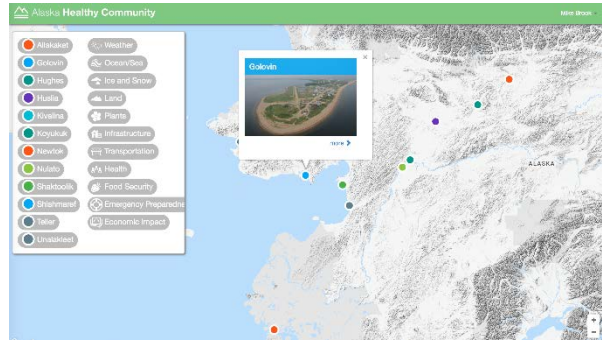 Alaska Healthy Community
Mike Brook
Allakaket
Golovin
Hughes
Huslia
Kivalina
Koyukuk
Newtok
Nulato
Shaktoolik
Shishmaref
Teller
Unalakleet
Weather
Ocean/Sea
Ice and Snow
Land
Plants
Infrastructure
Transportation
Health
Food Security
Emergency Preparedne
Economic Impact
Golovin
more
ALASKA